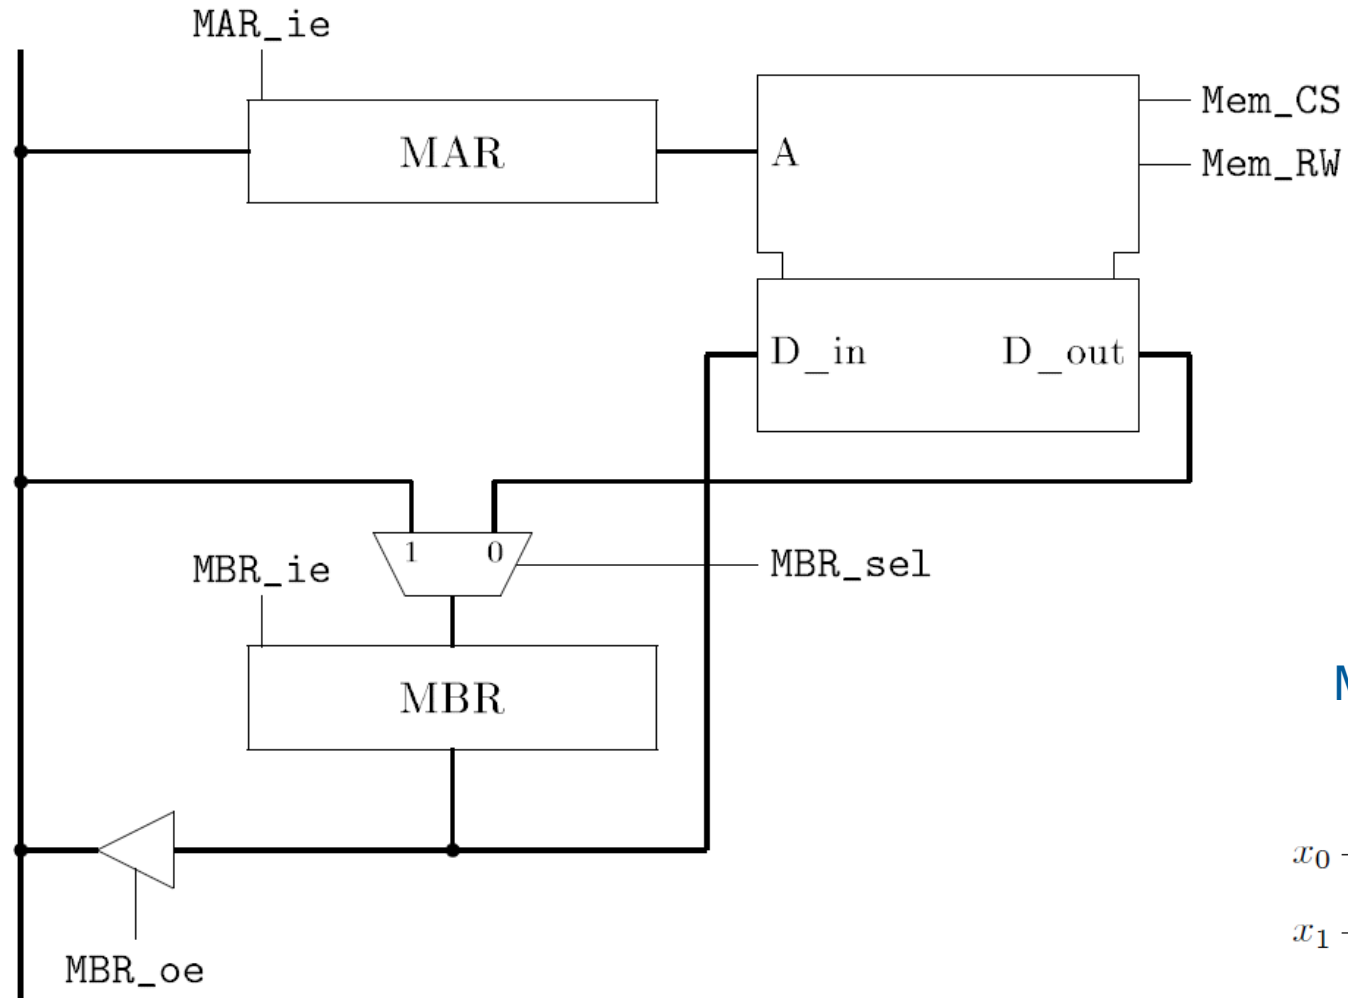 MAR_ie
MAR
A
Mem_CS
Mem_RW
D_in
D_out
1
0
MBR_sel
MBR_ie
MBR
MBR_oe
M
x0
x1